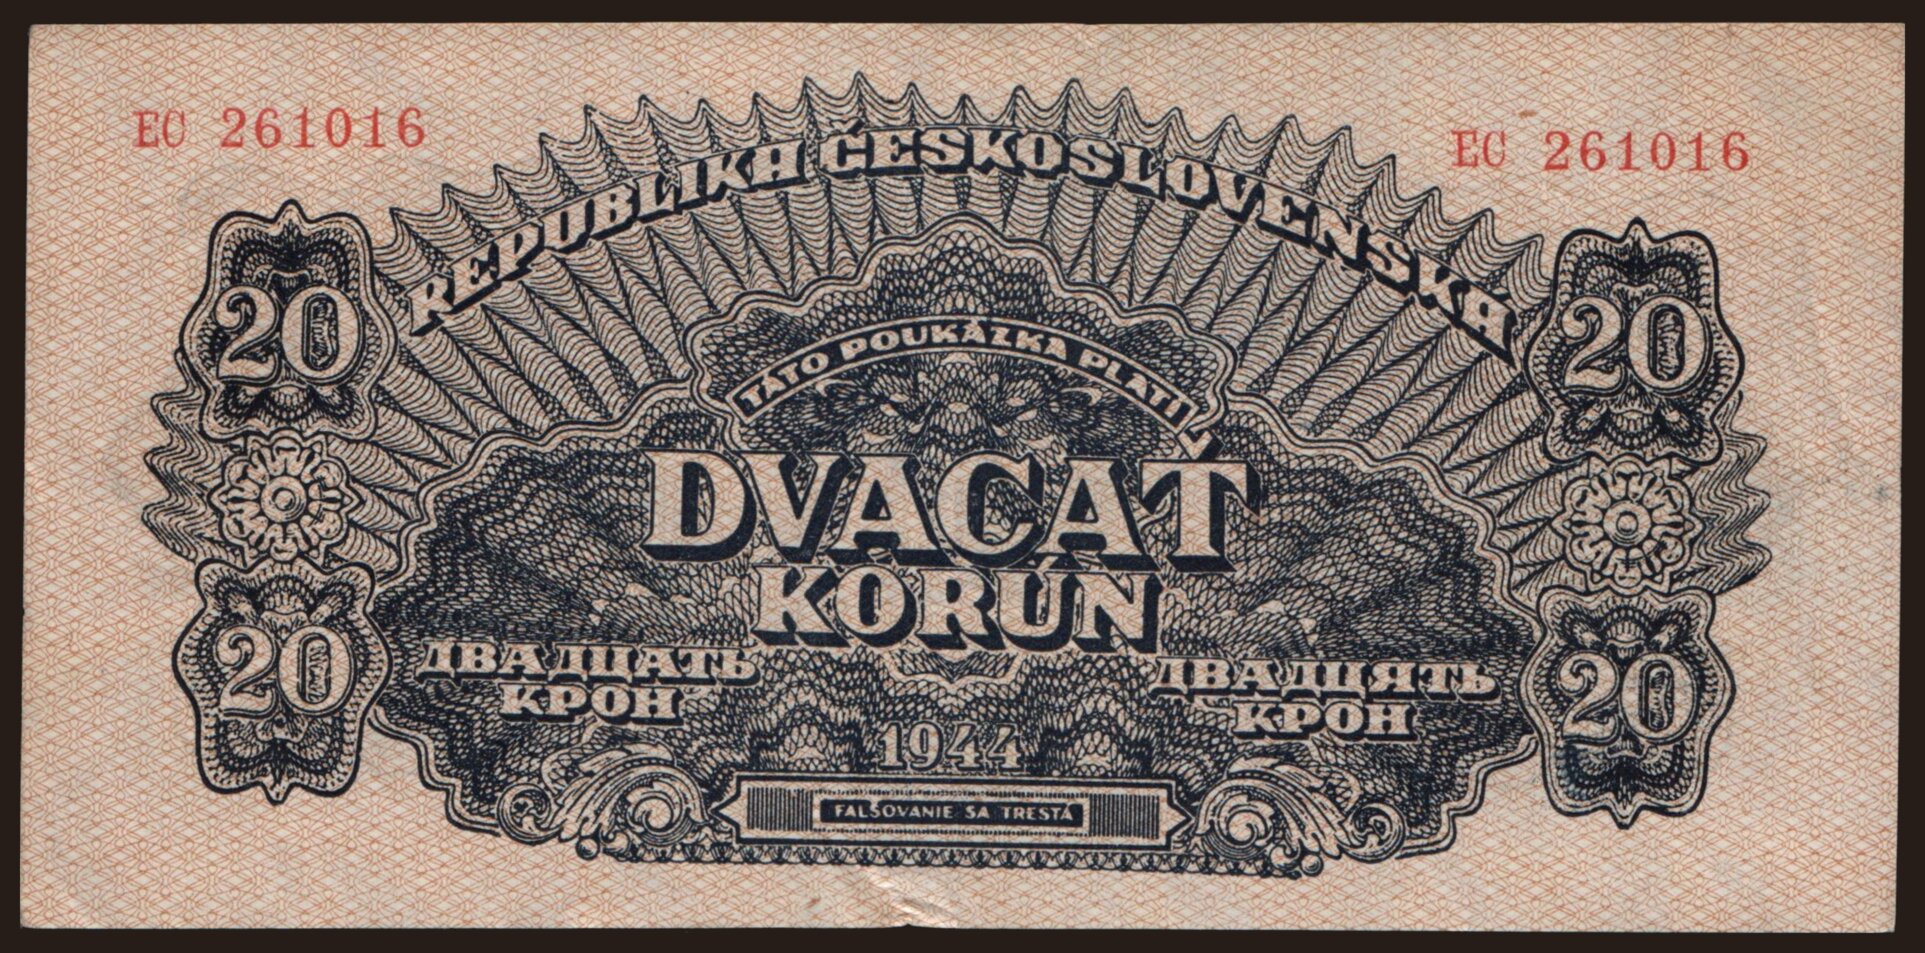 EC 261016
EC 261016
REPUBLIKA ČESKOSLOVENSKÁ
20
20
TÁTO POUKÁZKA PLATÍ
DVACAŤ
KORÚN
20
20
ДВАДЦАТЬ
КРОН
ДВАДЦЯТЬ
КРОН
1944
FALŠOVANIE SA TRESTÁ